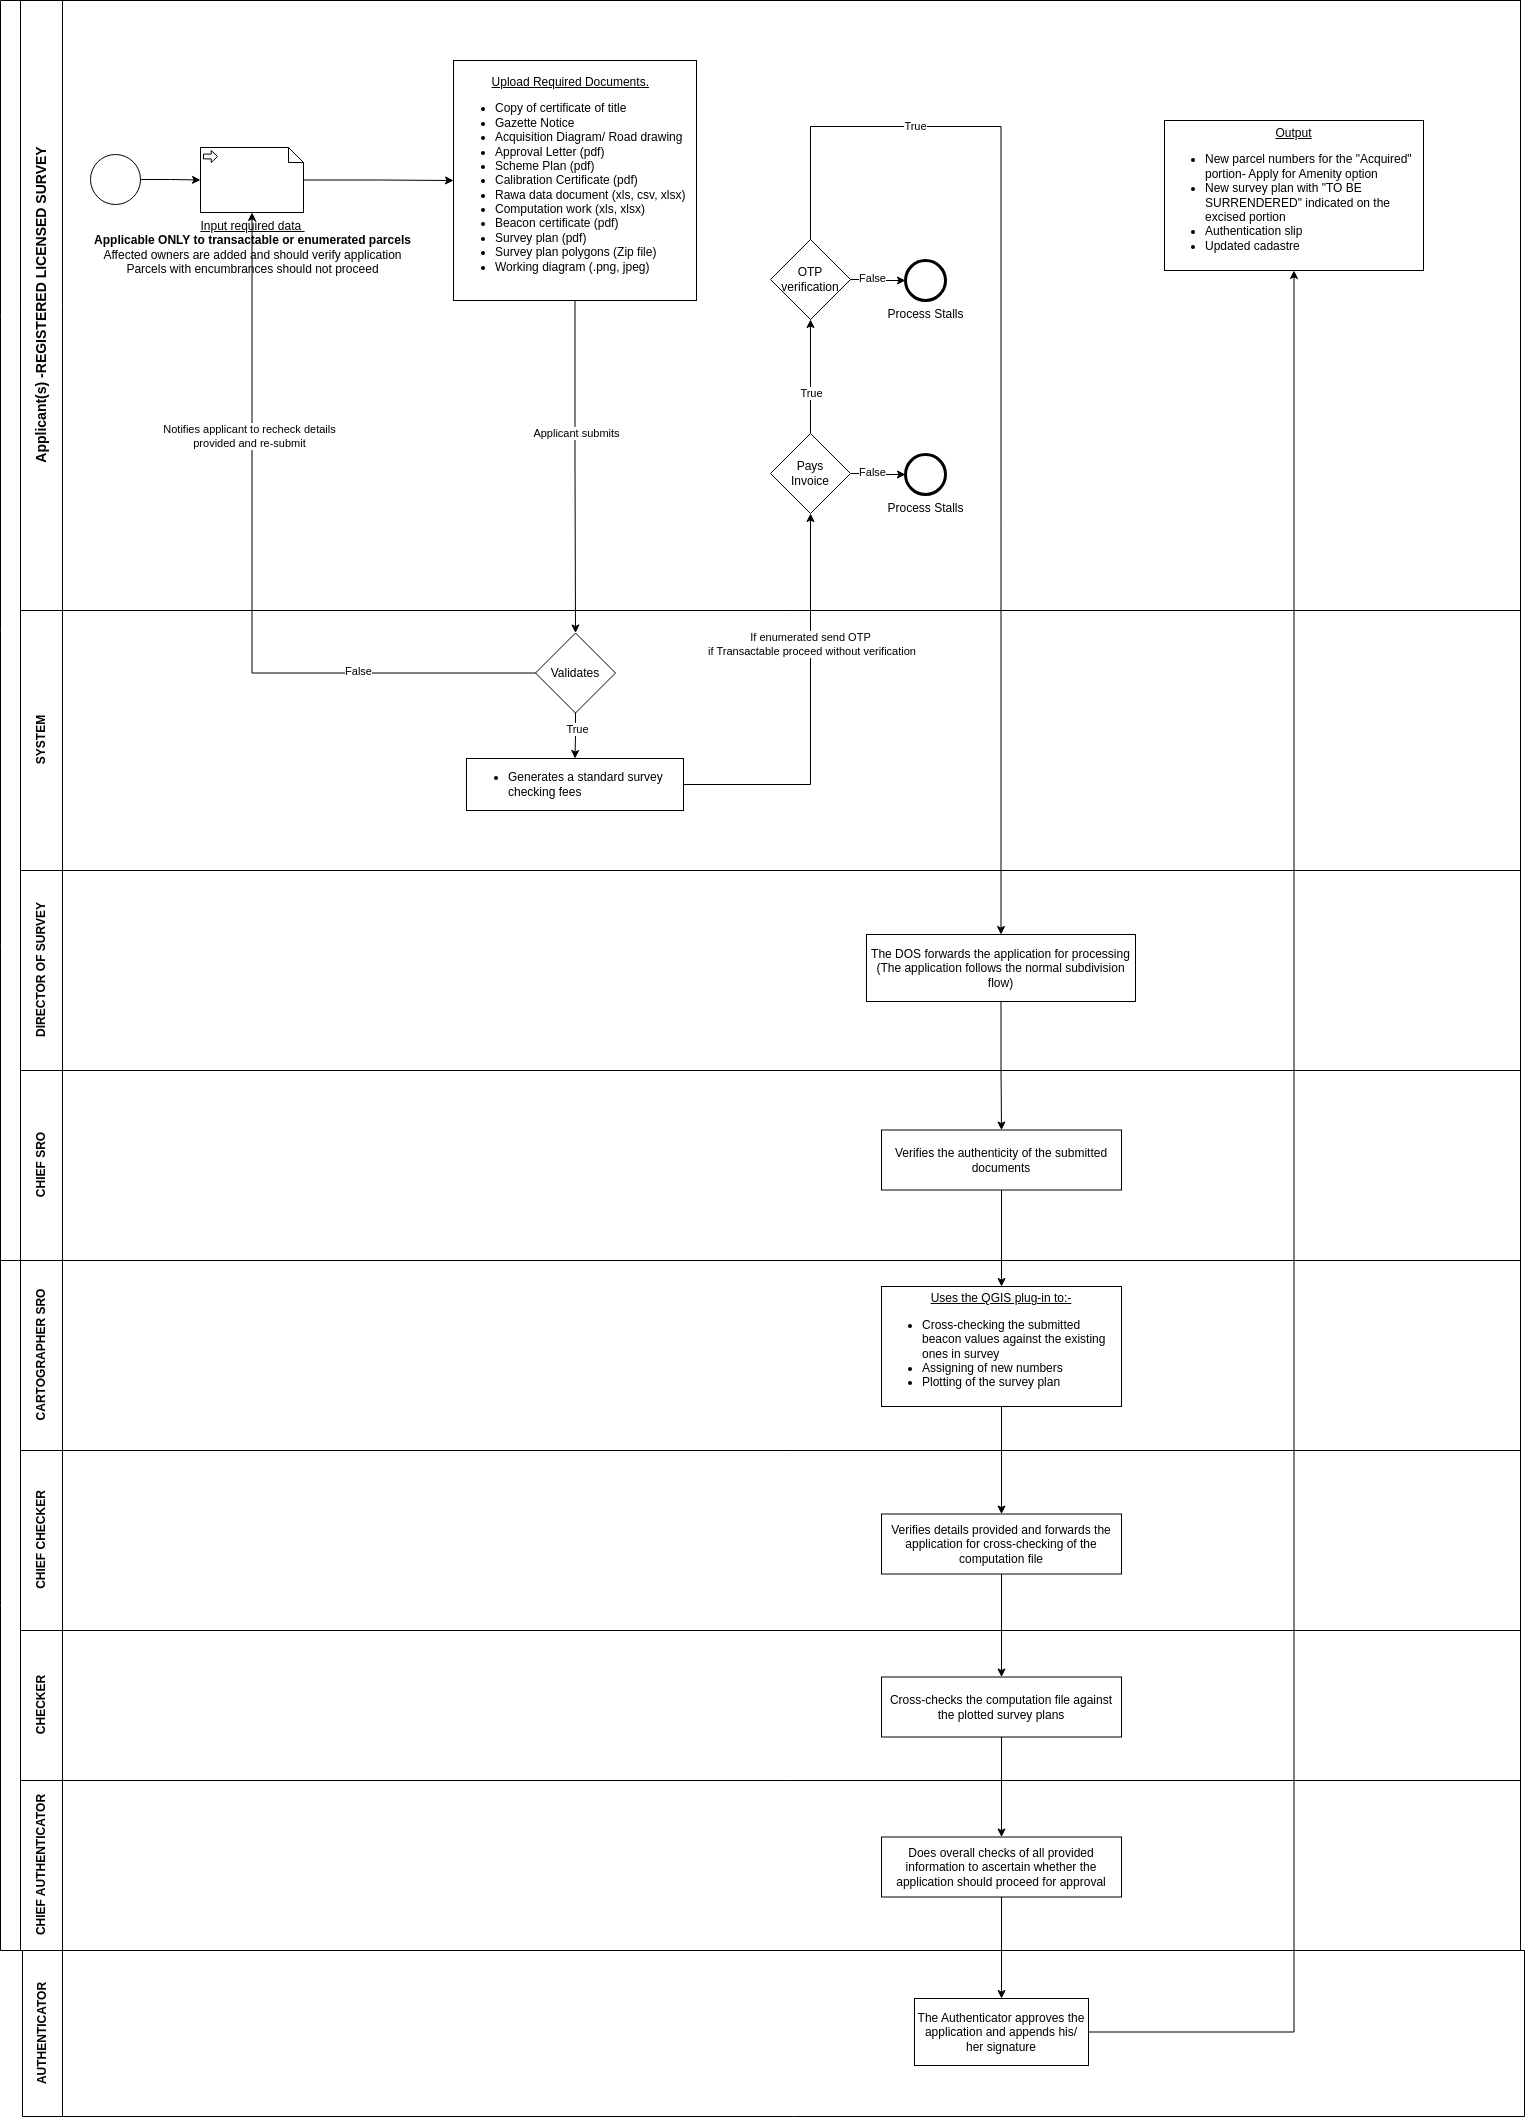 Applicant(s) -REGISTERED LICENSED SURVEY
Input required data
Applicable ONLY to transactable or enumerated parcels
Affected owners are added and should verify application
Parcels with encumbrances should not proceed
Upload Required Documents.
• Copy of certificate of title
• Gazette Notice
• Acquisition Diagram/ Road drawing
• Approval Letter (pdf)
• Scheme Plan (pdf)
• Calibration Certificate (pdf)
• Rawa data document (xls, csv, xlsx)
• Computation work (xls, xlsx)
• Beacon certificate (pdf)
• Survey plan (pdf)
• Survey plan polygons (Zip file)
• Working diagram (.png, jpeg)
True
OTP
verification
False
Process Stalls
True
Pays
Invoice
False
Process Stalls
Output
• New parcel numbers for the "Acquired"
portion- Apply for Amenity option
• New survey plan with "TO BE
SURRENDERED" indicated on the
excised portion
• Authentication slip
• Updated cadastre
Notifies applicant to recheck details
provided and re-submit
Applicant submits
SYSTEM
If enumerated send OTP
if Transactable proceed without verification
False
Validates
True
• Generates a standard survey
checking fees
DIRECTOR OF SURVEY
The DOS forwards the application for processing
(The application follows the normal subdivision
flow)
CHIEF SRO
Verifies the authenticity of the submitted
documents
CARTOGRAPHER SRO
Uses the QGIS plug-in to:-
• Cross-checking the submitted
beacon values against the existing
ones in survey
• Assigning of new numbers
• Plotting of the survey plan
CHIEF CHECKER
Verifies details provided and forwards the
application for cross-checking of the
computation file
CHECKER
Cross-checks the computation file against
the plotted survey plans
CHIEF AUTHENTICATOR
Does overall checks of all provided
information to ascertain whether the
application should proceed for approval
AUTHENTICATOR
The Authenticator approves the
application and appends his/
her signature